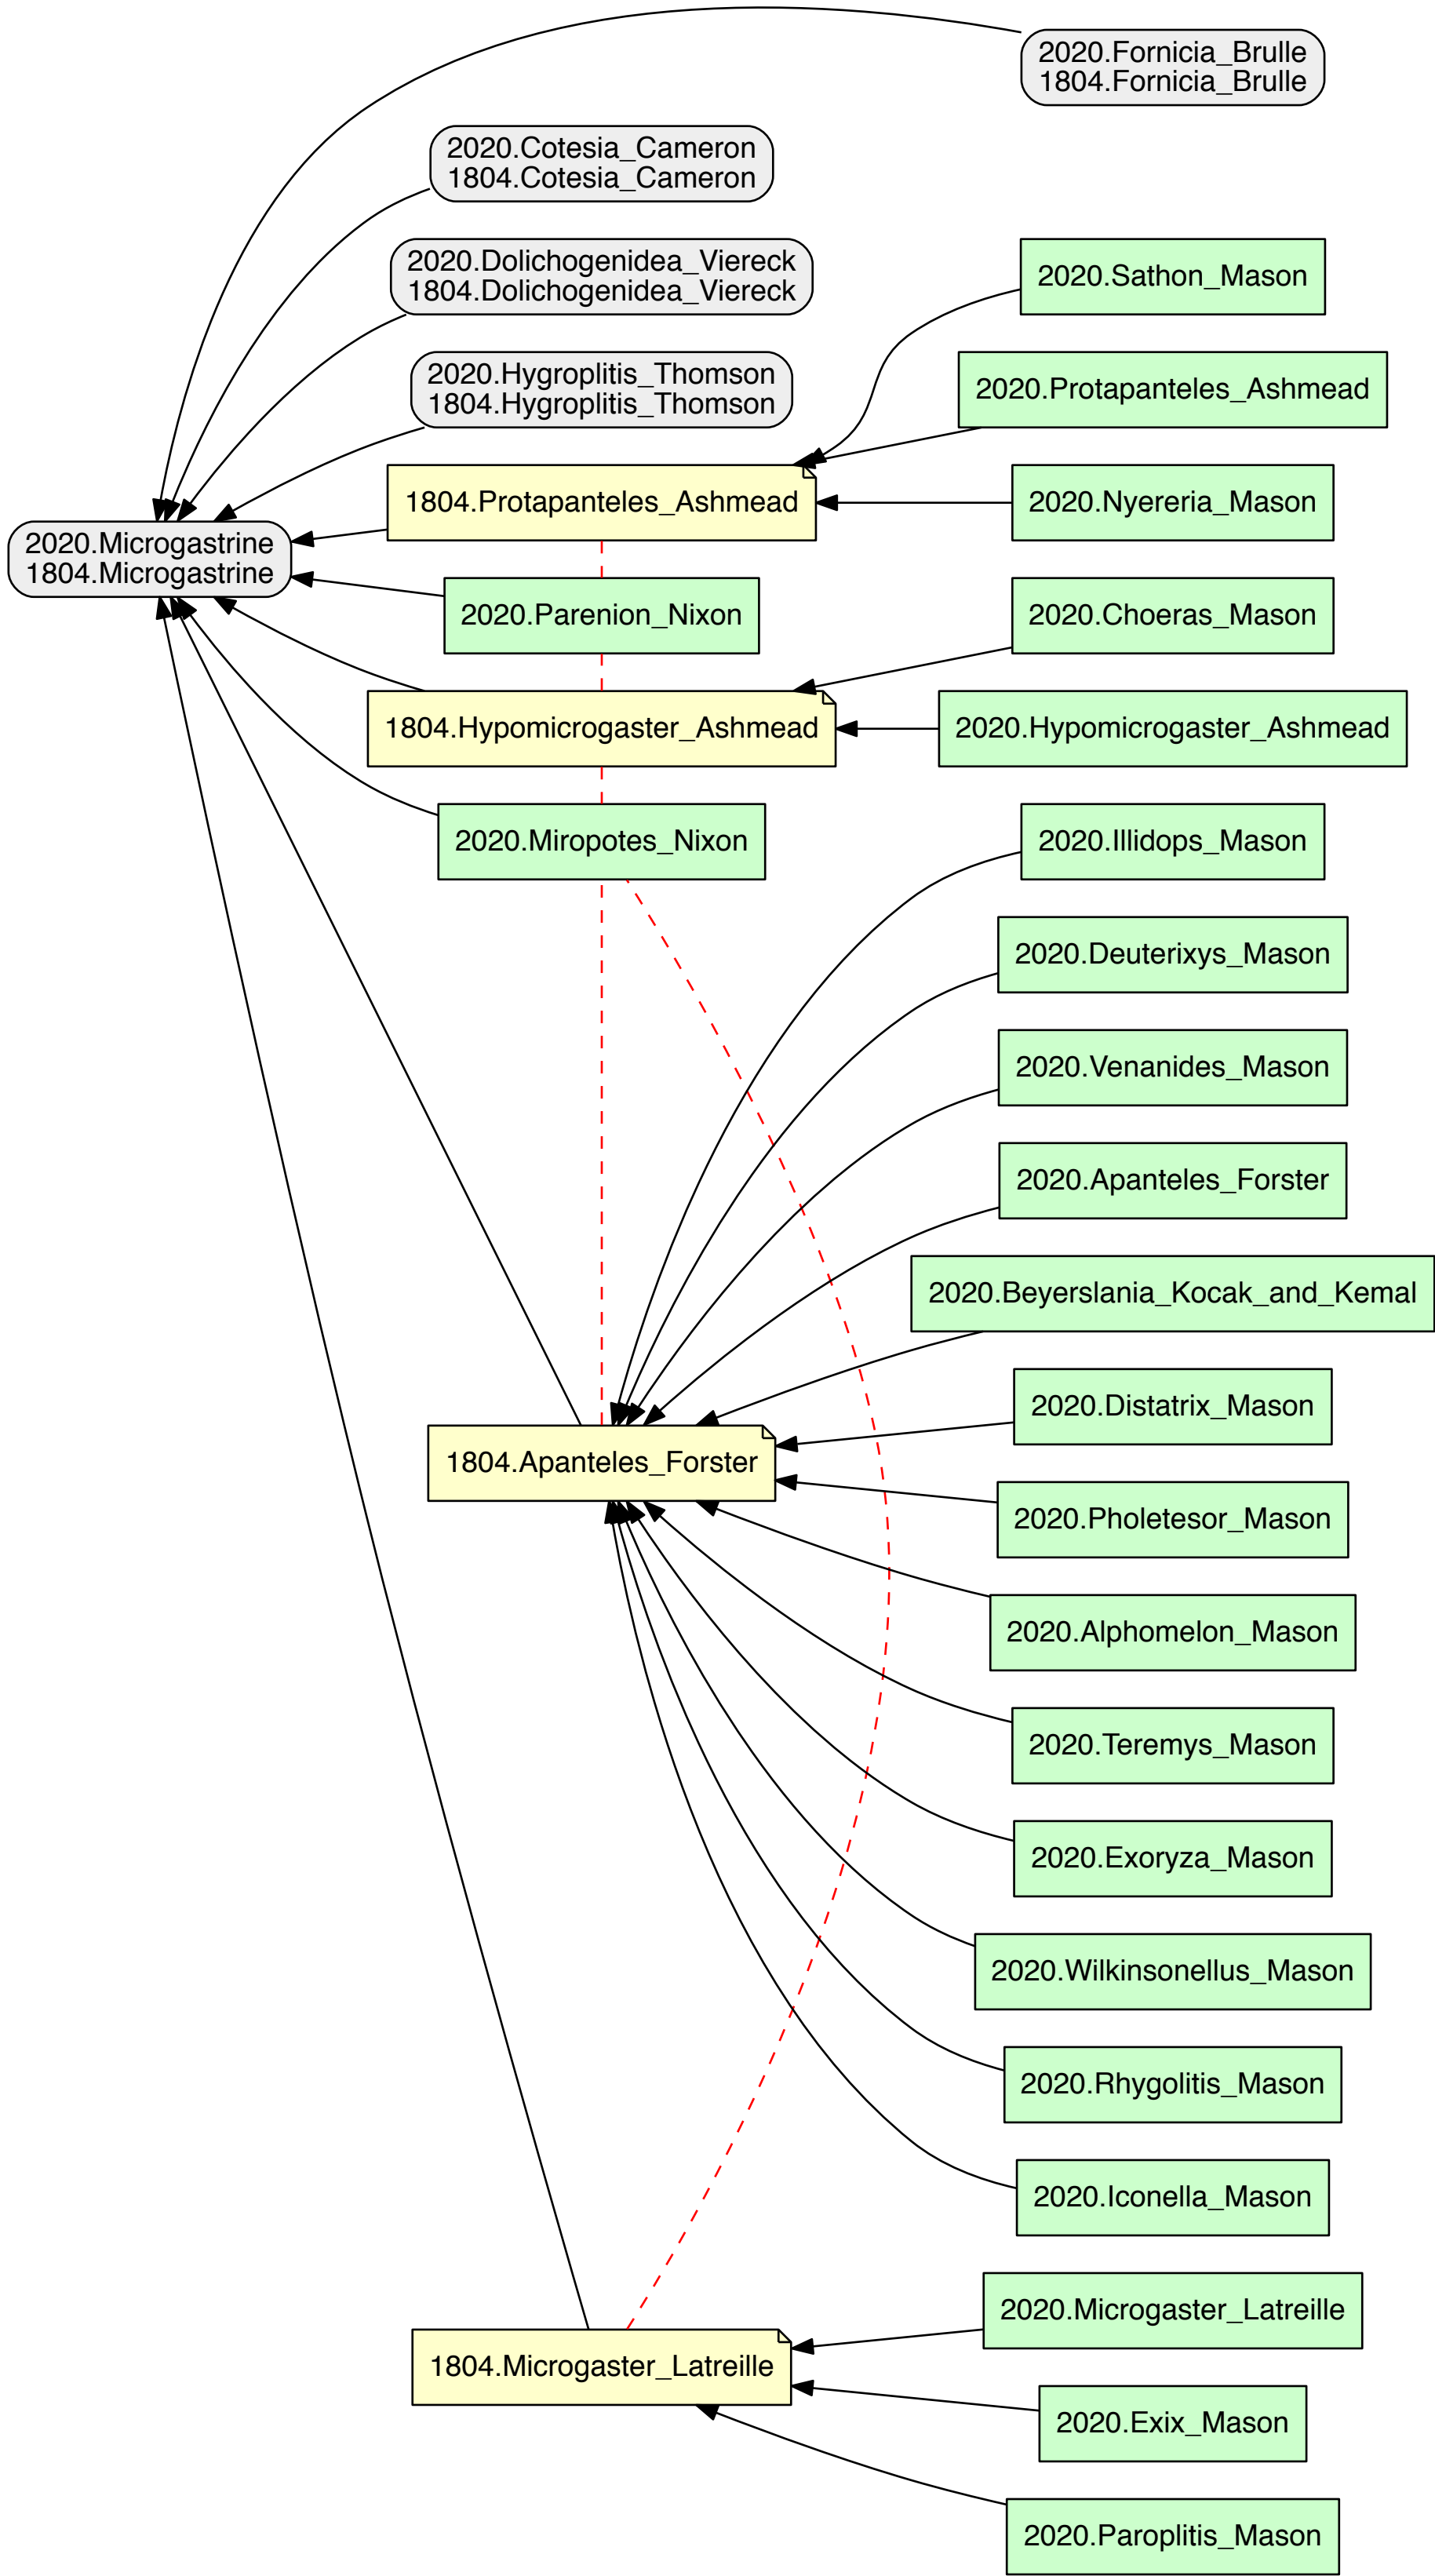 2020.Fornicia_Brulle
1804.Fornicia_Brulle
2020.Cotesia_Cameron
1804.Cotesia_Cameron
2020.Dolichogenidea_Viereck
1804.Dolichogenidea_Viereck
2020.Sathon_Mason
2020.Hygroplitis_Thomson
1804.Hygroplitis_Thomson
2020.Protapanteles_Ashmead
1804.Protapanteles_Ashmead
2020.Nyereria_Mason
2020.Microgastrine
1804.Microgastrine
2020.Parenion_Nixon
2020.Choeras_Mason
1804.Hypomicrogaster_Ashmead
2020.Hypomicrogaster_Ashmead
2020.Miropotes_Nixon
2020.Illidops_Mason
2020.Deuterixys_Mason
2020.Venanides_Mason
2020.Apanteles_Forster
2020.Beyerslania_Kocak_and_Kemal
2020.Distatrix_Mason
1804.Apanteles_Forster
2020.Pholetesor_Mason
2020.Alphomelon_Mason
2020.Teremys_Mason
2020.Exoryza_Mason
2020.Wilkinsonellus_Mason
2020.Rhygolitis_Mason
2020.Iconella_Mason
2020.Microgaster_Latreille
1804.Microgaster_Latreille
2020.Exix_Mason
2020.Paroplitis_Mason